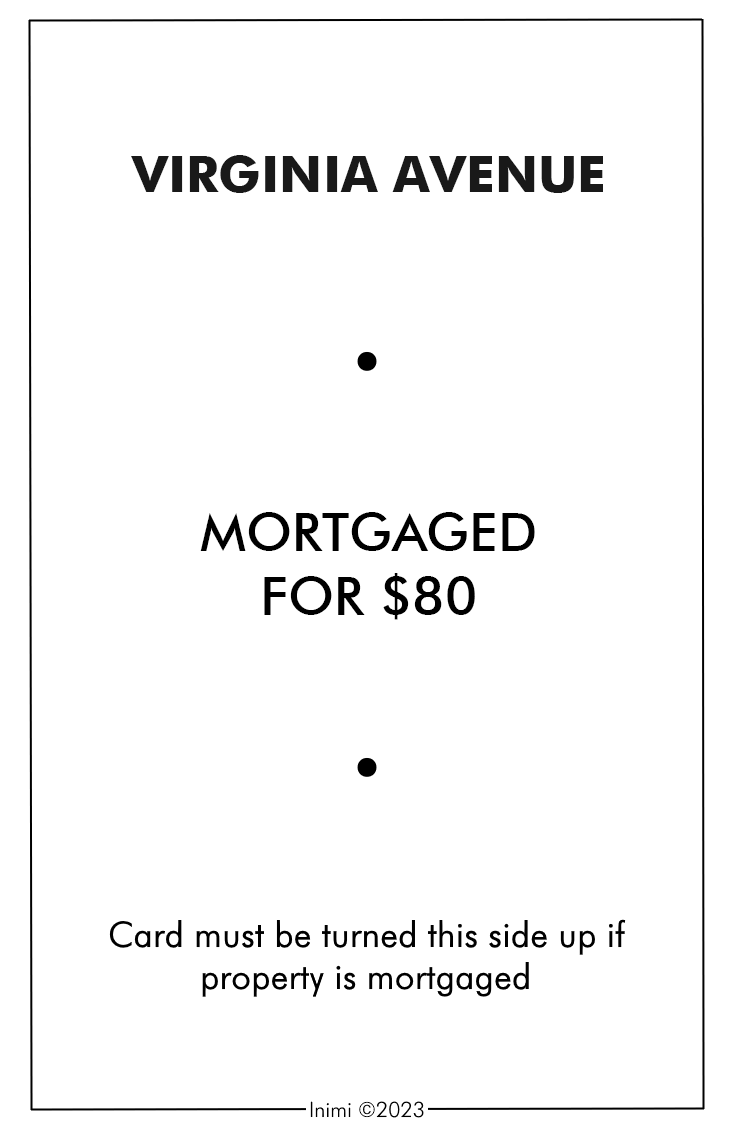 VIRGINIA AVENUE
MORTGAGED
FOR $80
Card must be turned this side up if
property is mortgaged
Inimi ©2023